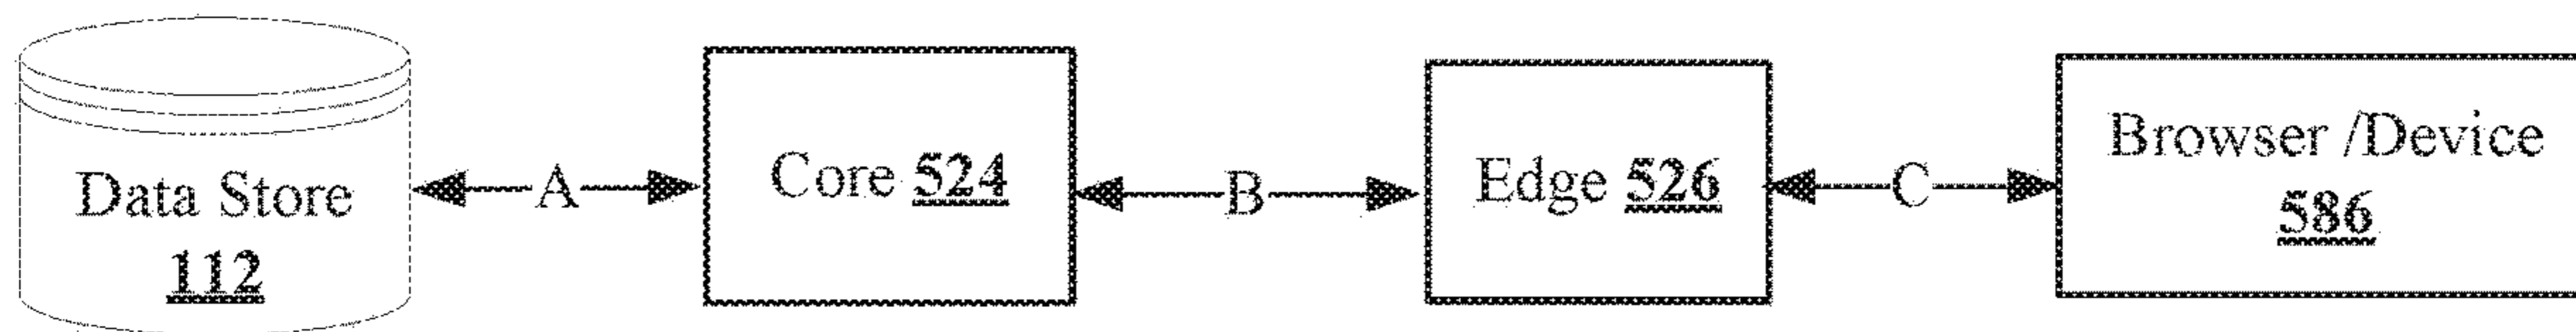 Data Store
112
A
Core 524
B
Edge 526
C
Browser /Device
586